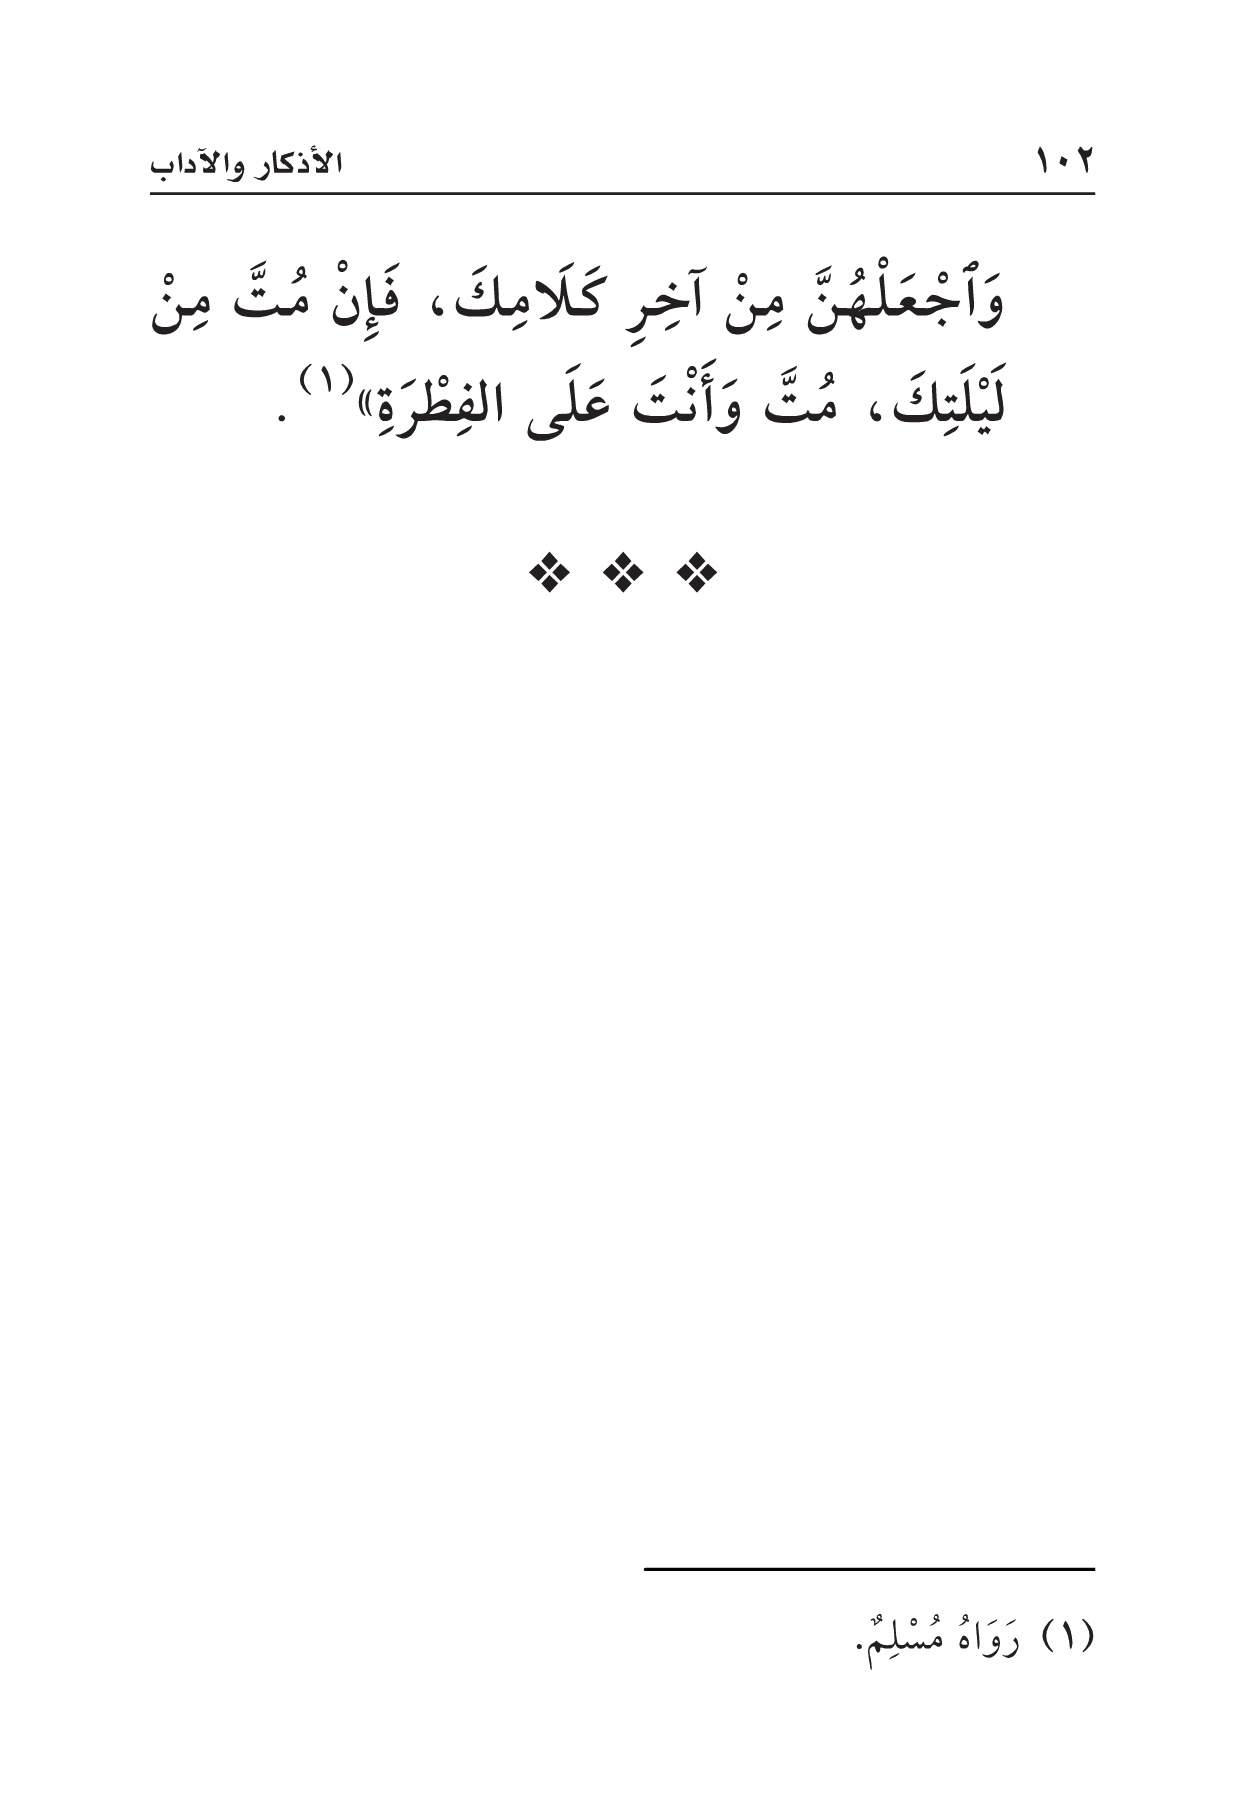 ١٠٢ الأذكار والآداب
وَٱجْعَلْهُنَّ مِنْ آخِرِ كَلَامِكَ، فَإِنْ مُتَّ مِنْ
لَيْلَتِكَ، مُتَّ وَأَنْتَ عَلَى الفِطْرَةِ»(١).
❖ ❖ ❖
(١) رَوَاهُ مُسْلِمٌ.